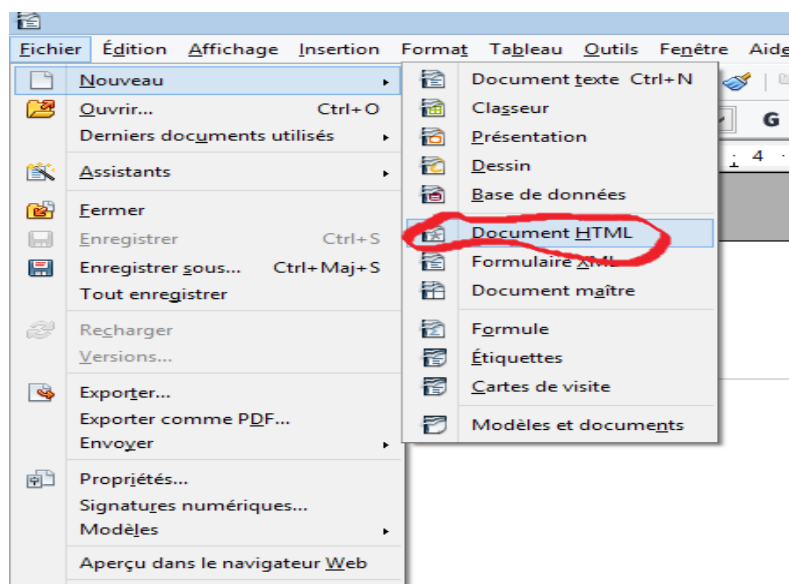 Fichier Édition Affichage Insertion Format Tableau Outils Fenêtre Aide
Nouveau
Ouvrir... Ctrl+O
Derniers documents utilisés
Assistants
Fermer
Enregistrer Ctrl+S
Enregistrer sous... Ctrl+Maj+S
Tout enregistrer
Recharger
Versions...
Exporter...
Exporter comme PDF...
Envoyer
Propriétés...
Signatures numériques...
Modèles
Aperçu dans le navigateur Web
Document texte Ctrl+N
Classeur
Présentation
Dessin
Base de données
Document HTML
Formulaire XML
Document maître
Formule
Étiquettes
Cartes de visite
Modèles et documents
G
4